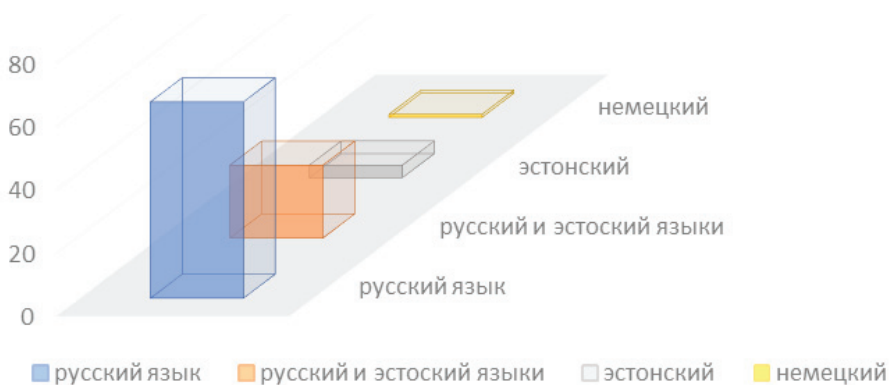 80
60
40
20
0
немецкий
эстонский
русский и эстоский языки
русский язык
русский язык русский и эстоский языки эстонский немецкий